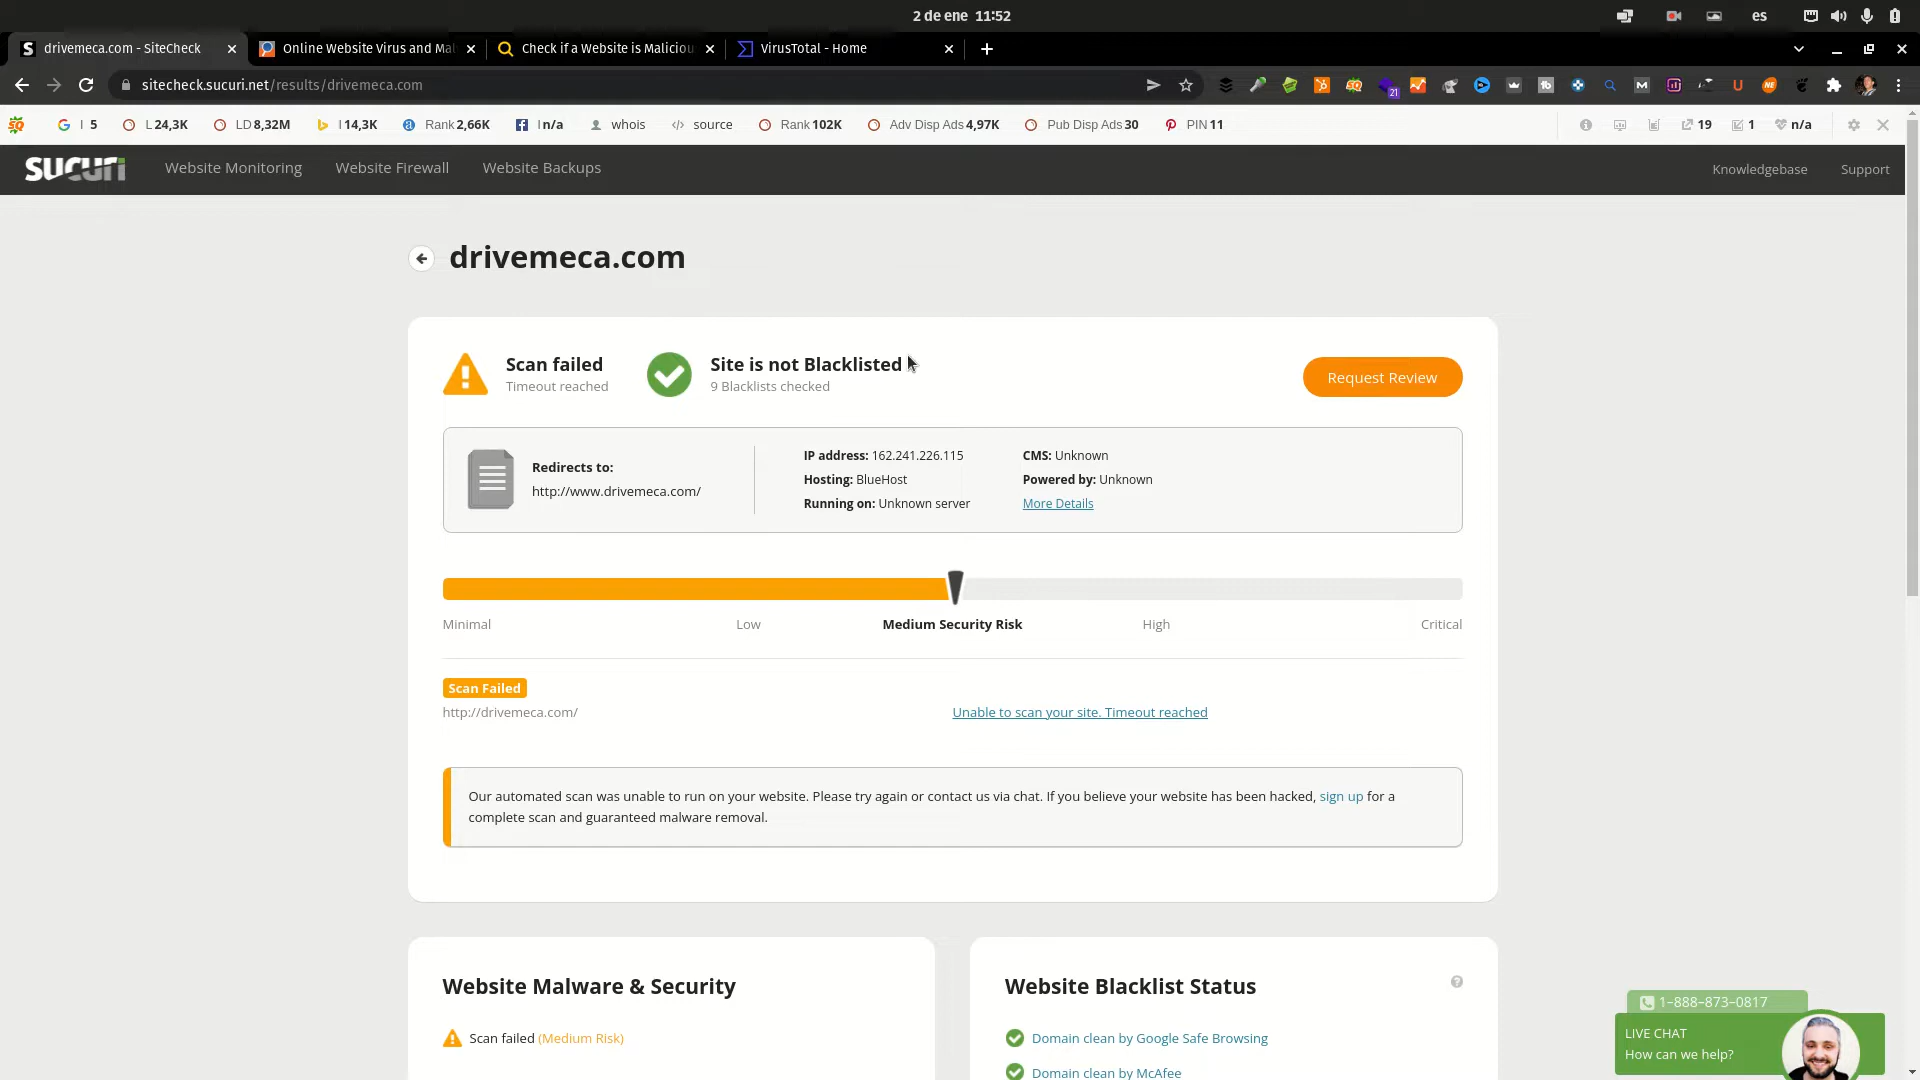 2 de ene 11:52
es
drivemeca.com - SiteCheck
Online Website Virus and Mal
Check if a Website is Maliciou
VirusTotal - Home
sitecheck.sucuri.net/results/drivemeca.com
21
I 5
L 24,3K
LD 8,32M
I 14,3K
Rank 2,66K
I n/a
whois
source
Rank 102K
Adv Disp Ads 4,97K
Pub Disp Ads 30
PIN 11
19
1
n/a
sucuri
Website Monitoring
Website Firewall
Website Backups
Knowledgebase
Support
drivemeca.com
Scan failed
Timeout reached
Site is not Blacklisted
9 Blacklists checked
Request Review
Redirects to:
http://www.drivemeca.com/
IP address: 162.241.226.115
Hosting: BlueHost
Running on: Unknown server
CMS: Unknown
Powered by: Unknown
More Details
Minimal
Low
Medium Security Risk
High
Critical
Scan Failed
http://drivemeca.com/
Unable to scan your site. Timeout reached
Our automated scan was unable to run on your website. Please try again or contact us via chat. If you believe your website has been hacked, sign up for a
complete scan and guaranteed malware removal.
Website Malware & Security
Scan failed (Medium Risk)
Website Blacklist Status
Domain clean by Google Safe Browsing
Domain clean by McAfee
1-888-873-0817
LIVE CHAT
How can we help?